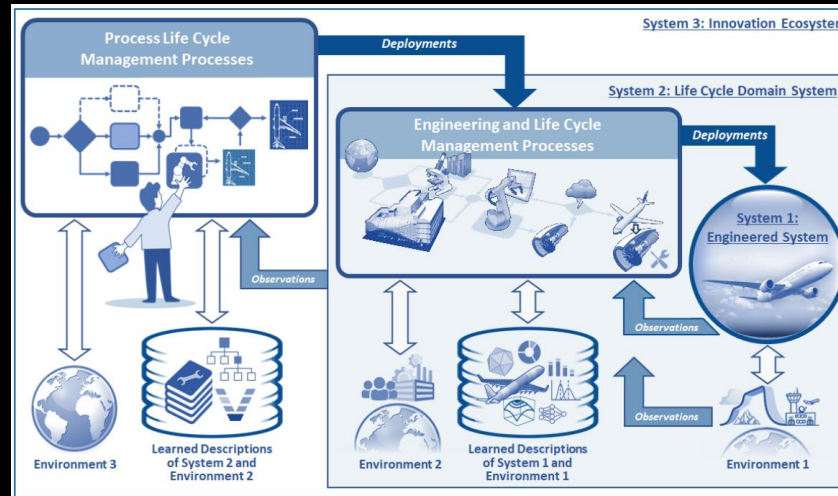 System 3: Innovation Ecosystem
Process Life Cycle
Management Processes
Deployments
System 2: Life Cycle Domain System
Engineering and Life Cycle
Management Processes
Deployments
System 1:
Engineered System
Observations
Observations
Observations
Environment 3
Learned Descriptions
of System 2 and
Environment 2
Environment 2
Learned Descriptions
of System 1 and
Environment 1
Environment 1